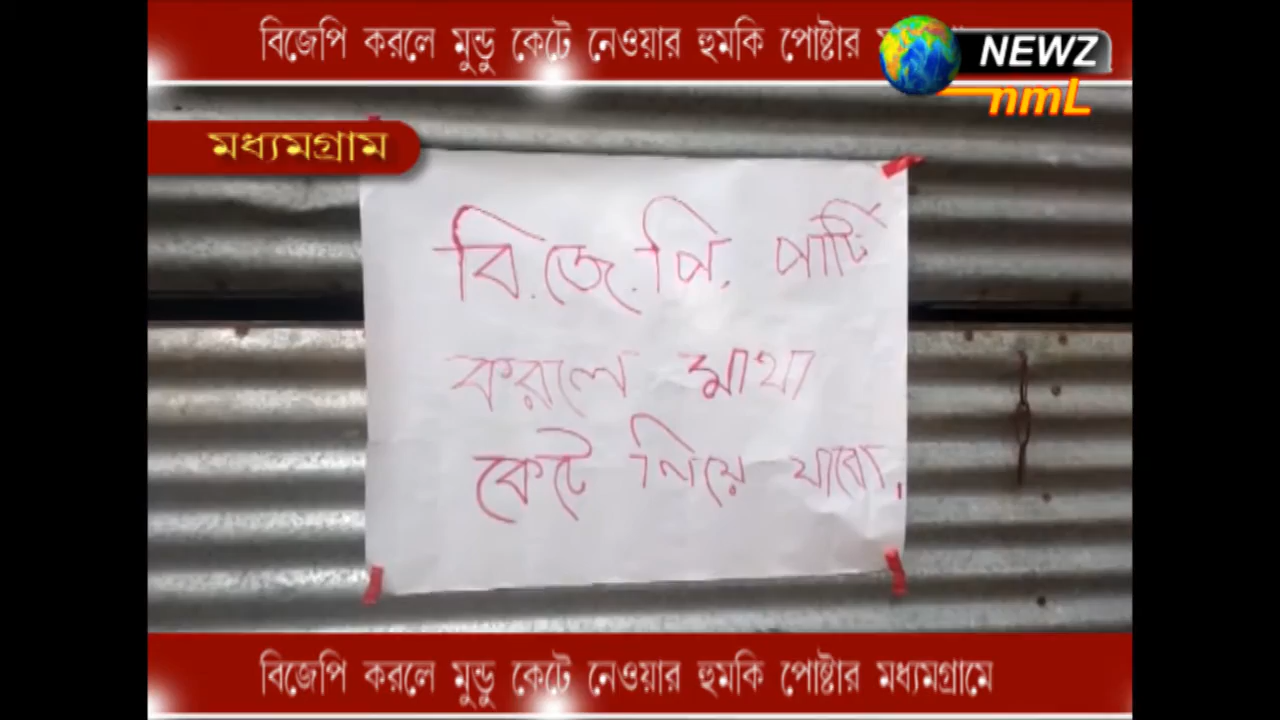 বিজেপি করলে মুন্ডু কেটে নেওয়ার হুমকি পোষ্টার
NEWZ
nmL
মধ্যমগ্রাম
বি.জে.পি. পার্টি
করলে মাথা
কেটে নিয়ে যাবো.
বিজেপি করলে মুন্ডু কেটে নেওয়ার হুমকি পোষ্টার মধ্যমগ্রামে